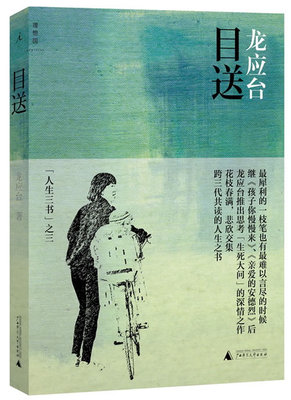 理想国
目送
龙应台 著
「人生三书」之三
龙应台
目送
最犀利的一枝笔也有最难以言尽的时候
继《孩子你慢慢来》《亲爱的安德烈》后
龙应台推出思考「生死大问」的深情之作
花枝春满 悲欣交集
跨三代共读的人生之书
广西师范大学出版社